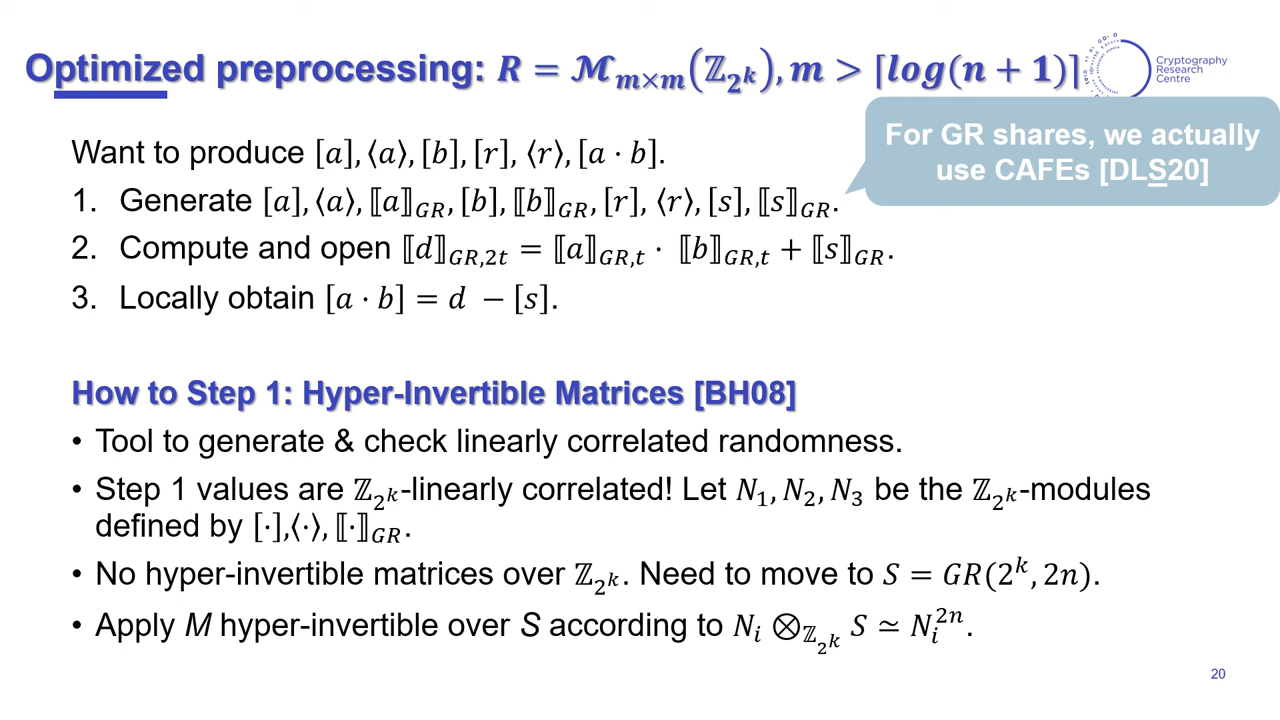 Optimized preprocessing: R = ℳ_{m×m}(ℤ_{2^k}), m > ⌈log(n + 1)⌉
Cryptography
Research
Centre
For GR shares, we actually
use CAFEs [DLS20]
Want to produce [a], ⟨a⟩, [b], [r], ⟨r⟩, [a · b].
1. Generate [a], ⟨a⟩, ⟦a⟧_{GR}, [b], ⟦b⟧_{GR}, [r], ⟨r⟩, [s], ⟦s⟧_{GR}.
2. Compute and open ⟦d⟧_{GR,2t} = ⟦a⟧_{GR,t} · ⟦b⟧_{GR,t} + ⟦s⟧_{GR}.
3. Locally obtain [a · b] = d − [s].
How to Step 1: Hyper-Invertible Matrices [BH08]
• Tool to generate & check linearly correlated randomness.
• Step 1 values are ℤ_{2^k}-linearly correlated! Let N_1, N_2, N_3 be the ℤ_{2^k}-modules
defined by [·],⟨·⟩, ⟦·⟧_{GR}.
• No hyper-invertible matrices over ℤ_{2^k}. Need to move to S = GR(2^k, 2n).
• Apply M hyper-invertible over S according to N_i ⊗_{ℤ_{2^k}} S ≃ N_i^{2n}.
20